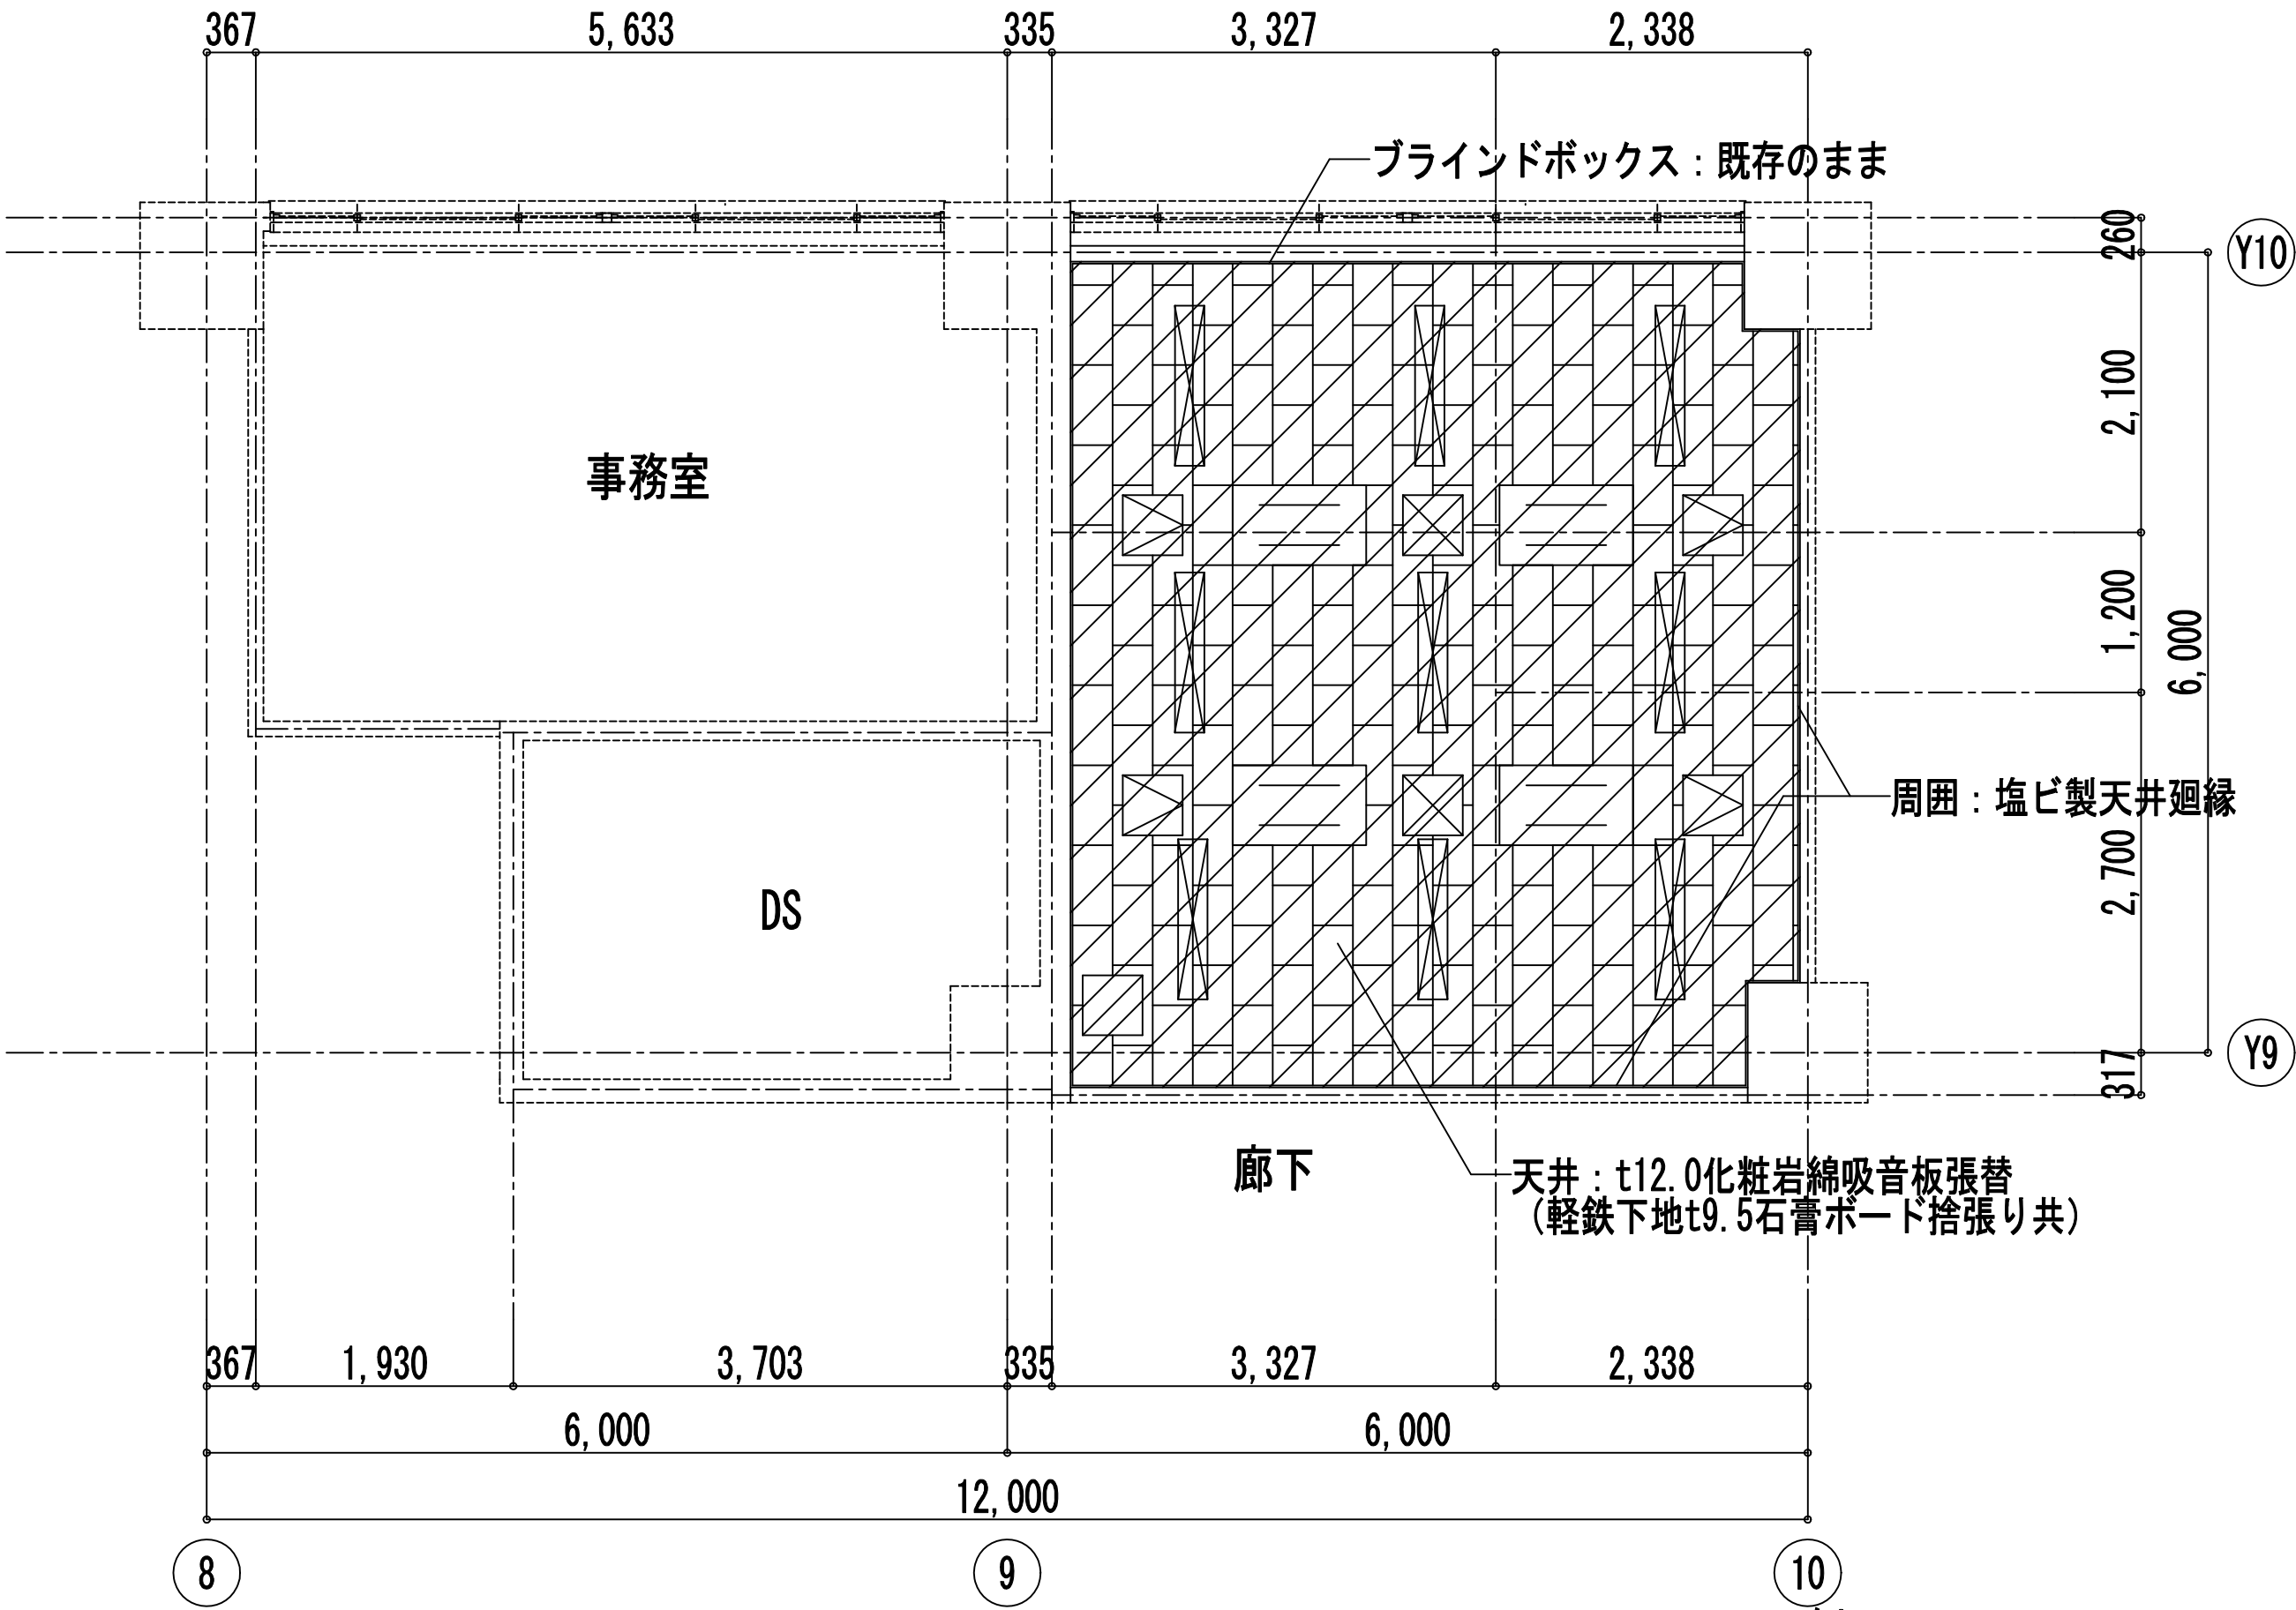 367 5,633 335 3,327 2,338
ブラインドボックス：既存のまま
260
Y10
2,100
事務室
1,200
6,000
周囲：塩ビ製天井廻縁
2,700
DS
Y9
317
廊下
天井：t12.0化粧岩綿吸音板張替
（軽鉄下地t9.5石膏ボード捨張り共）
367 1,930 3,703 335 3,327 2,338
6,000 6,000
12,000
8 9 10